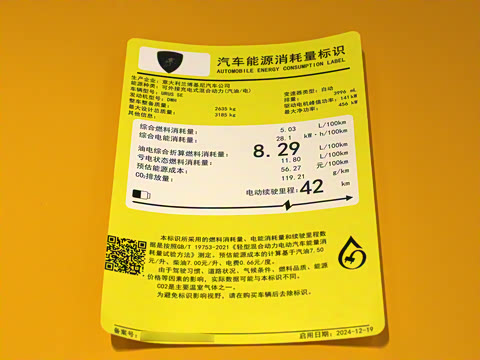 汽车能源消耗量标识
AUTOMOBILE ENERGY CONSUMPTION LABEL
生产企业：意大利兰博基尼汽车公司
能源种类：可外接充电式混合动力(汽油/电)
车辆型号：URUS SE
发动机型号：DWH
变速器类型：自动
排量：3996 mL
整车整备质量：2635 kg
驱动电机峰值功率：141 kW
最大设计总质量：3185 kg
最大净功率：456 kW
其他信息：
综合燃料消耗量：5.03 L/100km
综合电能消耗量：28.1 kW·h/100km
油电综合折算燃料消耗量：8.29 L/100km
亏电状态燃料消耗量：11.80 L/100km
预估能源成本：56.27 元/100km
CO2排放量：119.21 g/km
电动续驶里程：42 km
本标识所采用的燃料消耗量、电能消耗量和续驶里程数
据是按照GB/T 19753-2021《轻型混合动力电动汽车能量消
耗量试验方法》测定，预估能源成本的计算基于汽油7.50
元/升、柴油7.00元/升、电费0.66元/度。
由于驾驶习惯、道路状况、气候条件、燃料品质、能源
价格等因素的影响，实际数据可能与本标识不同。
CO2是主要温室气体之一。
为避免标识影响视野，请在购买车辆后去除标识。
备案号：
启用日期：2024-12-19